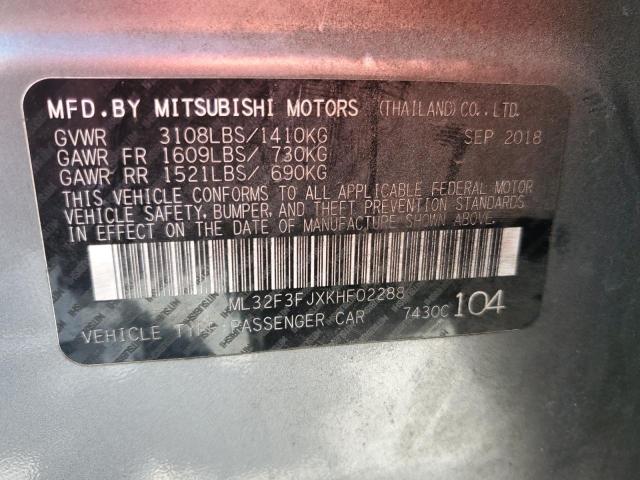 MFD.BY MITSUBISHI MOTORS (THAILAND)CO.,LTD.
GVWR 3108LBS/1410KG SEP 2018
GAWR FR 1609LBS/ 730KG
GAWR RR 1521LBS/ 690KG
THIS VEHICLE CONFORMS TO ALL APPLICABLE FEDERAL MOTOR
VEHICLE SAFETY, BUMPER, AND THEFT PREVENTION STANDARDS
IN EFFECT ON THE DATE OF MANUFACTURE SHOWN ABOVE.
ML32F3FJXKHF02288
VEHICLE TYPE:PASSENGER CAR 7430C 104